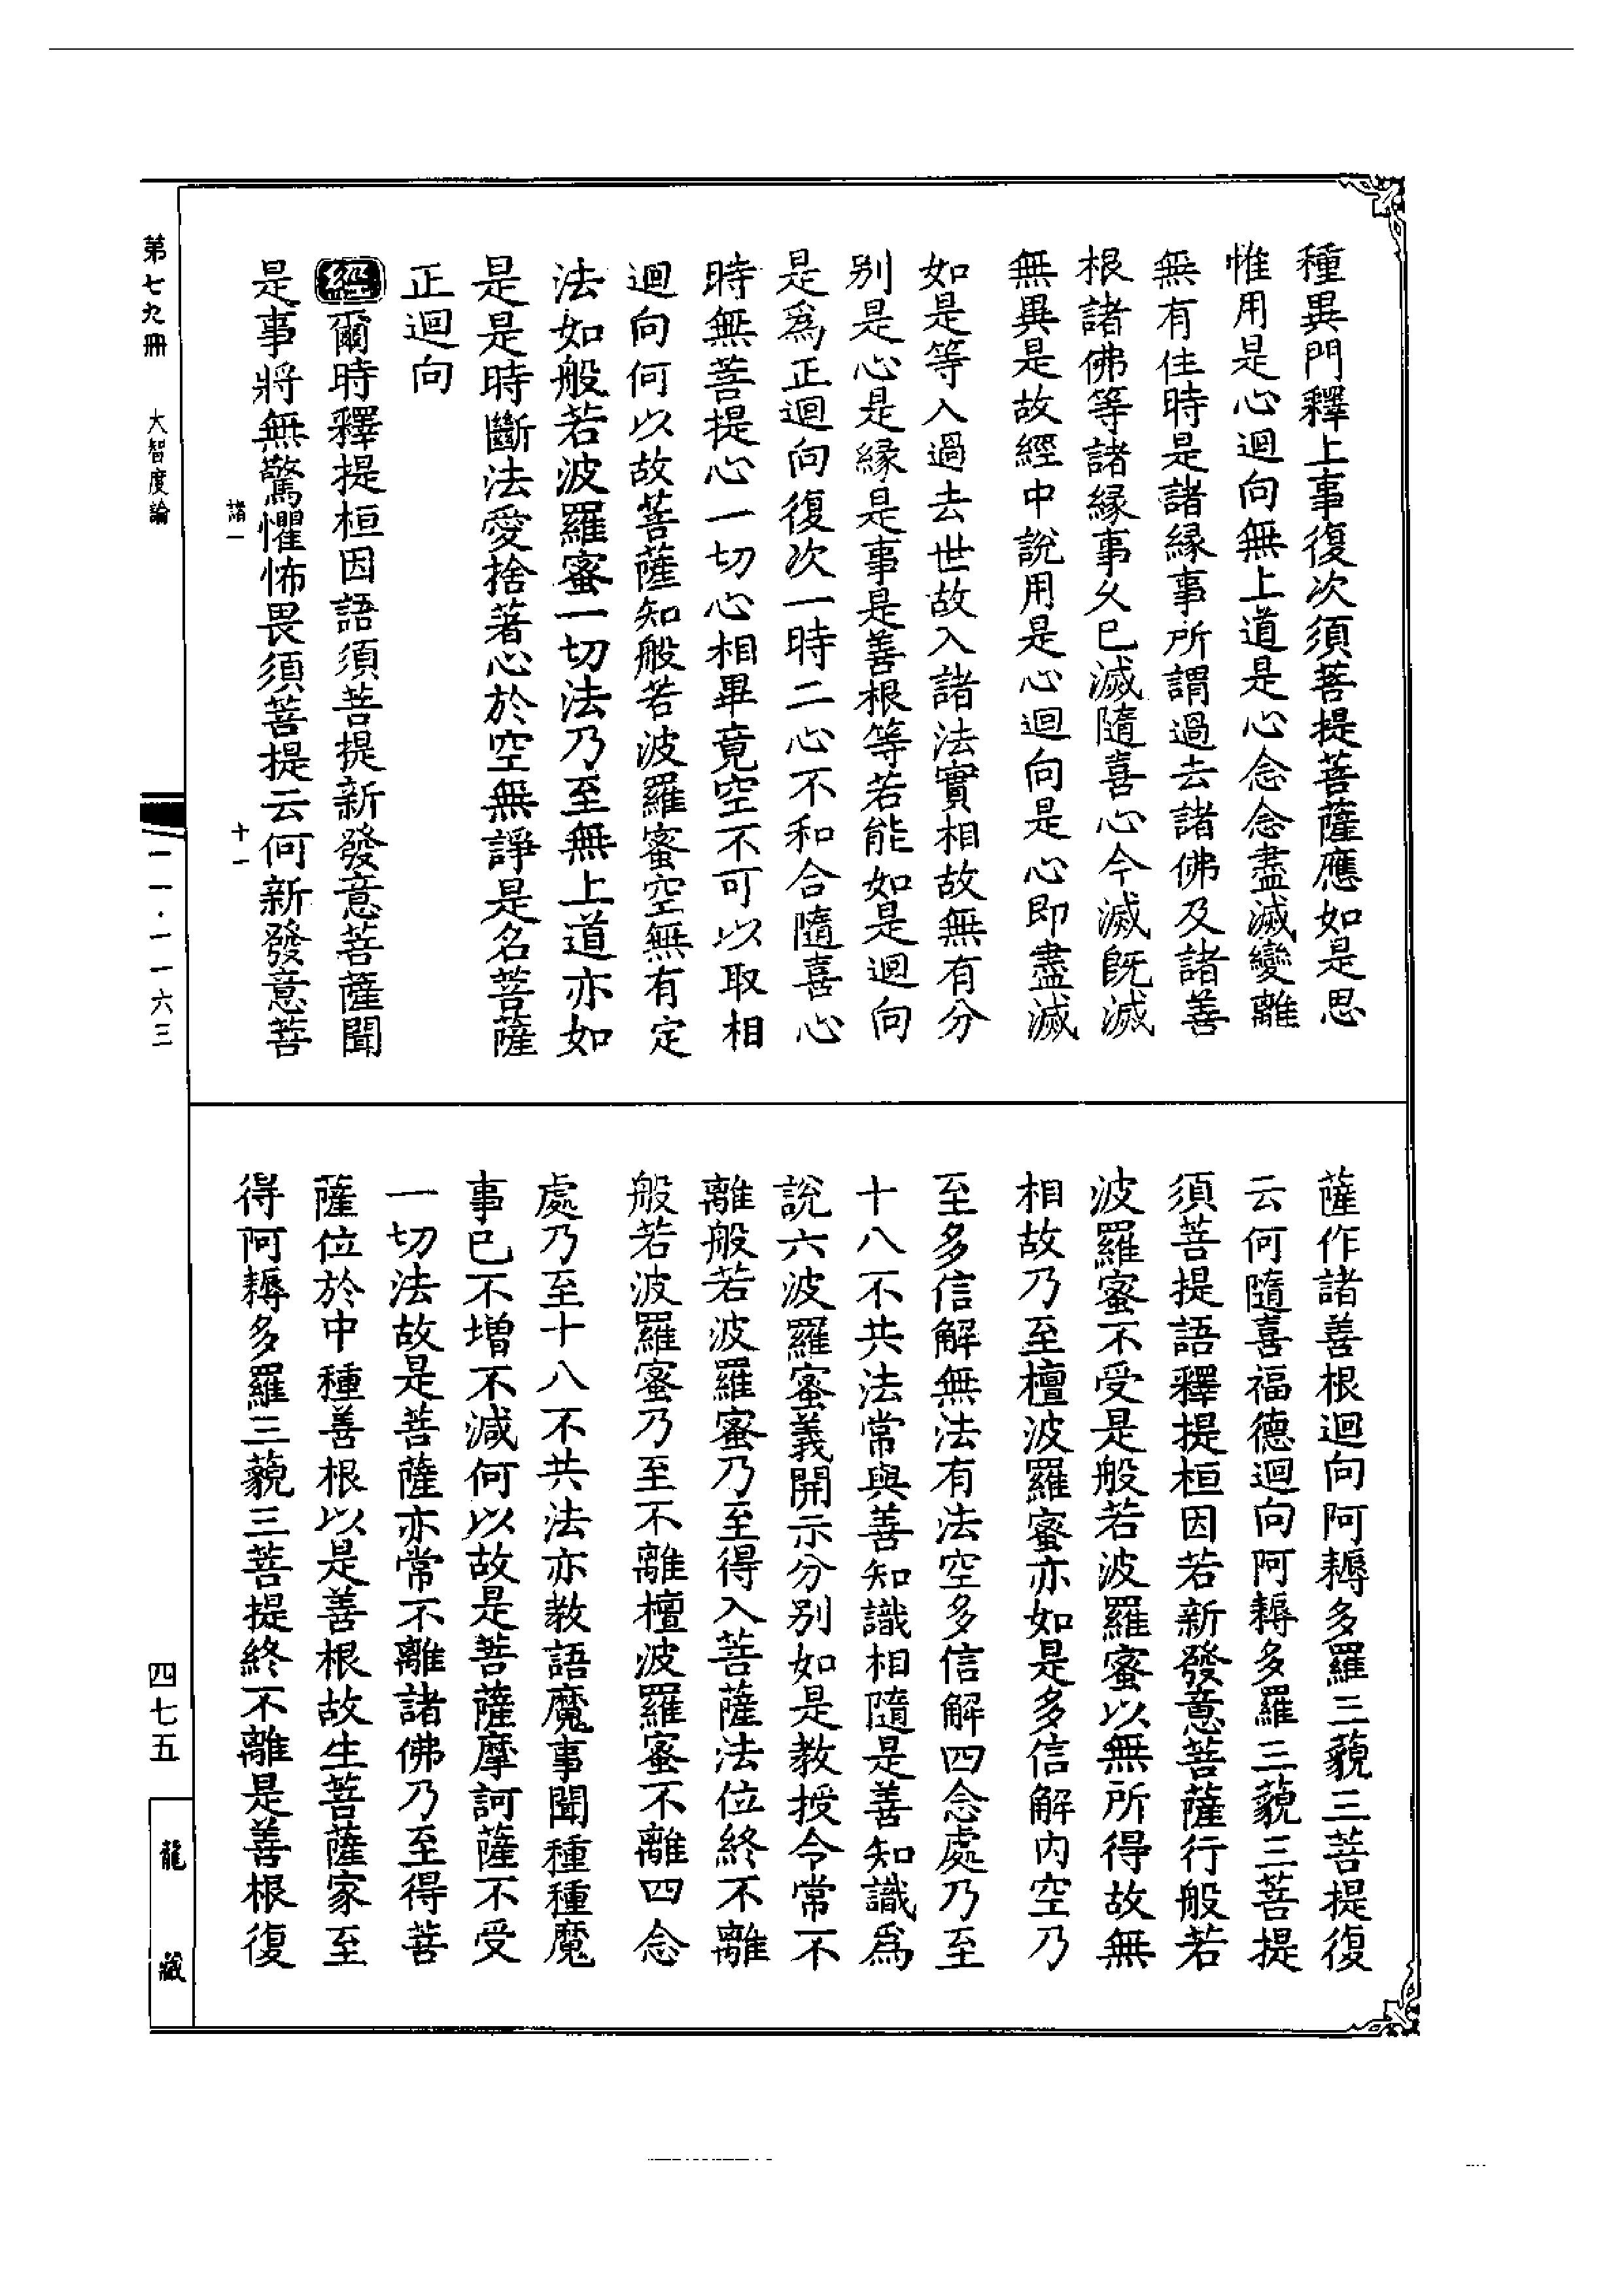 種異門釋上事復次須菩提菩薩應如是思
惟用是心迴向無上道是心念念盡滅變離
無有住時是諸緣事所謂過去諸佛及諸善
根諸佛等諸緣事久已滅隨喜心今滅既滅
無異是故經中說用是心迴向是心即盡滅
如是等入過去世故入諸法實相故無有分
別是心是緣是事是善根等若能如是迴向
是為正迴向復次一時二心不和合隨喜心
時無菩提心一切心相畢竟空不可以取相
迴向何以故菩薩知般若波羅蜜空無有定
法如般若波羅蜜一切法乃至無上道亦如
是是時斷法愛捨著心於空無諍是名菩薩
正迴向
經爾時釋提桓因語須菩提新發意菩薩聞
是事將無驚懼怖畏須菩提云何新發意菩
諸一 十一
薩作諸善根迴向阿耨多羅三藐三菩提復
云何隨喜福德迴向阿耨多羅三藐三菩提
須菩提語釋提桓因若新發意菩薩行般若
波羅蜜不受是般若波羅蜜以無所得故無
相故乃至檀波羅蜜亦如是多信解內空乃
至多信解無法有法空多信解四念處乃至
十八不共法常與善知識相隨是善知識為
說六波羅蜜義開示分別如是教授令常不
離般若波羅蜜乃至得入菩薩法位終不離
般若波羅蜜乃至不離檀波羅蜜不離四念
處乃至十八不共法亦教語魔事聞種種魔
事已不增不減何以故是菩薩摩訶薩不受
一切法故是菩薩亦常不離諸佛乃至得菩
薩位於中種善根以是善根故生菩薩家至
得阿耨多羅三藐三菩提終不離是善根復
第七九冊 大智度論 一一·一一六三 四七五 龍藏